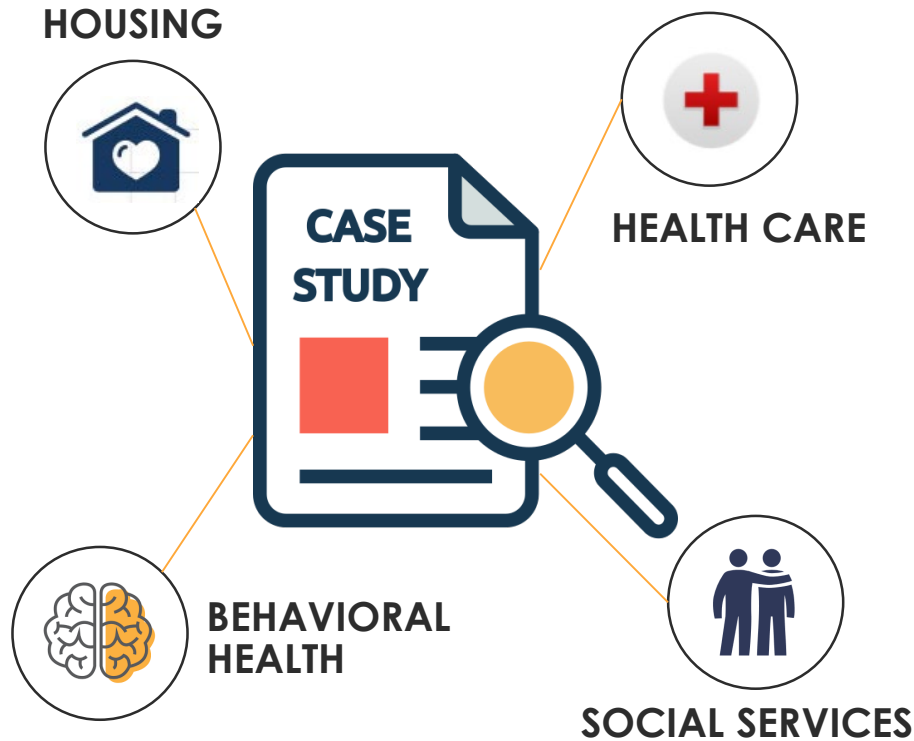 HOUSING
HEALTH CARE
CASE
STUDY
BEHAVIORAL
HEALTH
SOCIAL SERVICES